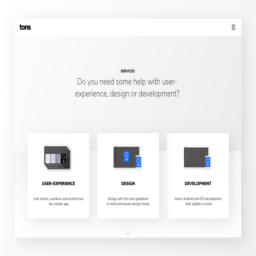 tons
SERVICES
Do you need some help with user-
experience, design or development?
USER-EXPERIENCE
DESIGN
DEVELOPMENT
User stories, userflows and architecture
for a better app
Design with the latest guidelines
in mind and newest design trends
Native Android and iOS development
with stability in mind